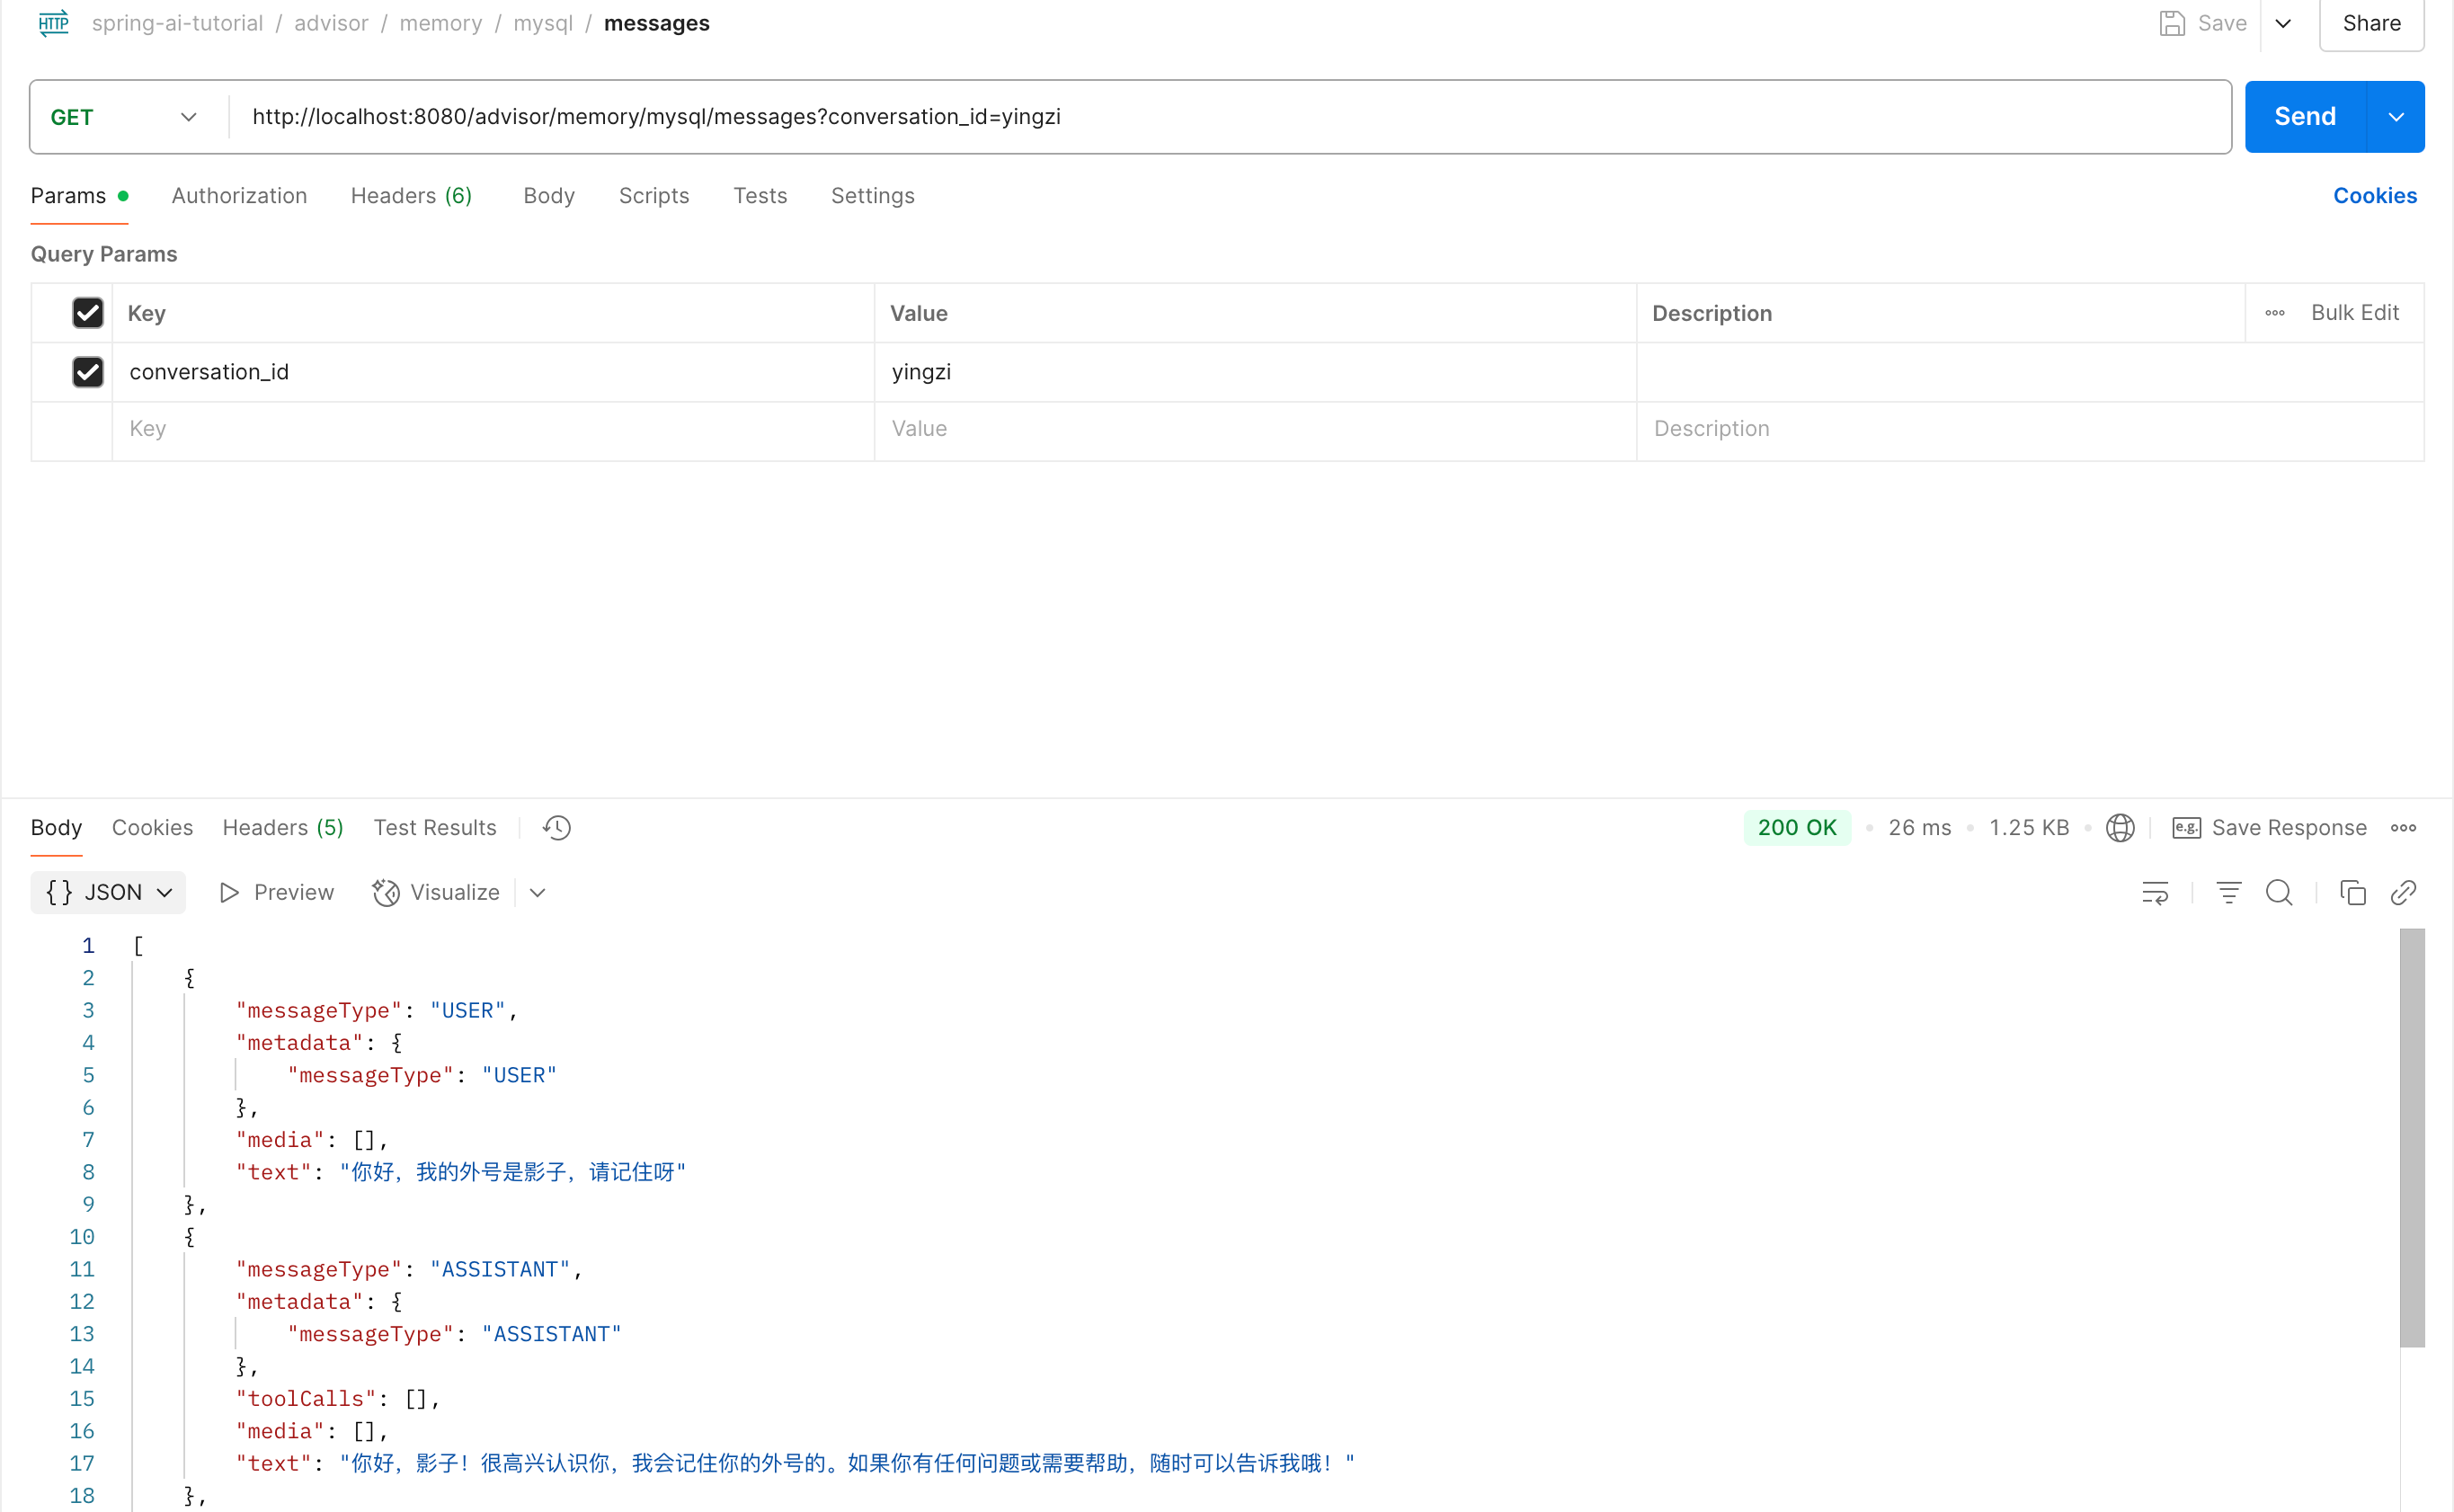 HTTP spring-ai-tutorial / advisor / memory / mysql / messages Save Share
GET http://localhost:8080/advisor/memory/mysql/messages?conversation_id=yingzi Send
Params Authorization Headers (6) Body Scripts Tests Settings Cookies
Query Params
Key Value Description Bulk Edit
conversation_id yingzi
Key Value Description
Body Cookies Headers (5) Test Results 200 OK 26 ms 1.25 KB e.g. Save Response
{} JSON Preview Visualize
1 [
2 {
3 "messageType": "USER",
4 "metadata": {
5 "messageType": "USER"
6 },
7 "media": [],
8 "text": "你好，我的外号是影子，请记住呀"
9 },
10 {
11 "messageType": "ASSISTANT",
12 "metadata": {
13 "messageType": "ASSISTANT"
14 },
15 "toolCalls": [],
16 "media": [],
17 "text": "你好，影子！很高兴认识你，我会记住你的外号的。如果你有任何问题或需要帮助，随时可以告诉我哦！"
18 },